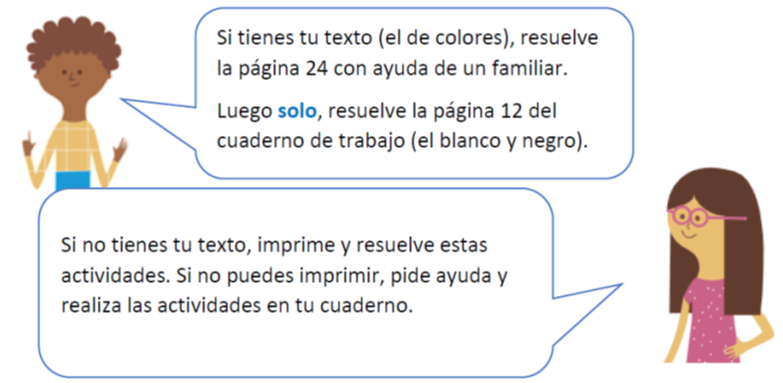 Si tienes tu texto (el de colores), resuelve
la página 24 con ayuda de un familiar.
Luego solo, resuelve la página 12 del
cuaderno de trabajo (el blanco y negro).
Si no tienes tu texto, imprime y resuelve estas
actividades. Si no puedes imprimir, pide ayuda y
realiza las actividades en tu cuaderno.